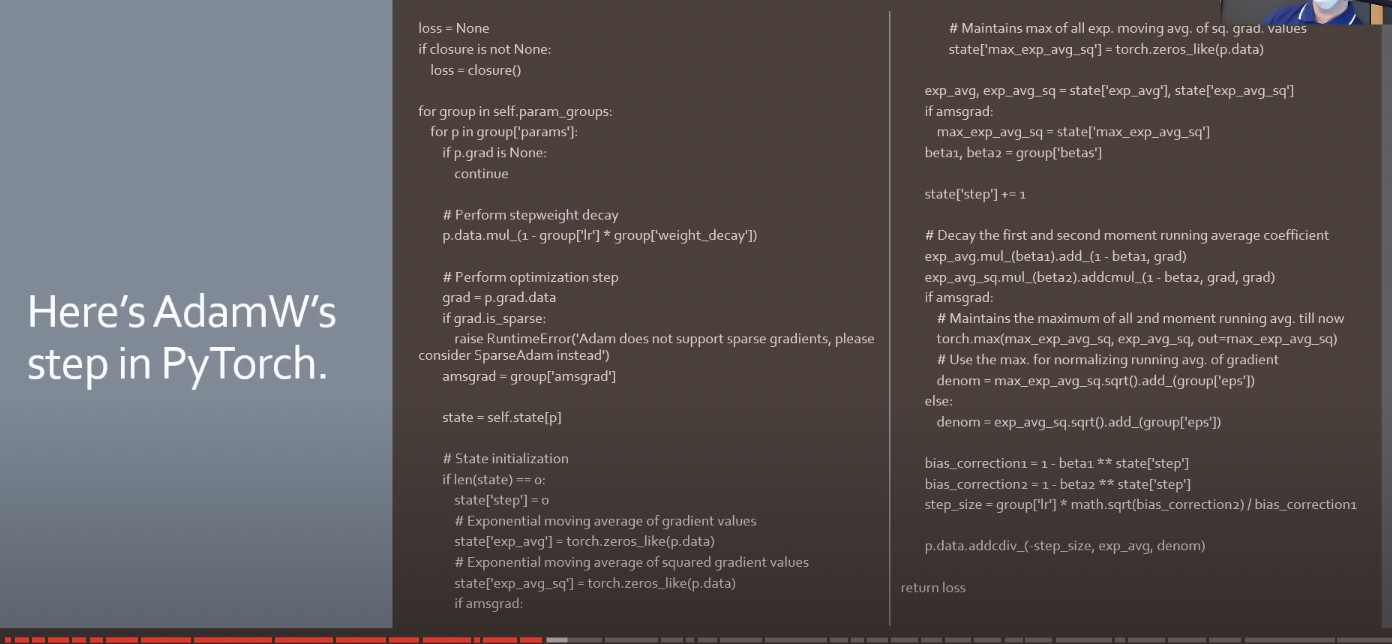 Here's AdamW's
step in PyTorch.
loss = None
if closure is not None:
loss = closure()
for group in self.param_groups:
for p in group['params']:
if p.grad is None:
continue
# Perform stepweight decay
p.data.mul_(1 - group['lr'] * group['weight_decay'])
# Perform optimization step
grad = p.grad.data
if grad.is_sparse:
raise RuntimeError('Adam does not support sparse gradients, please
consider SparseAdam instead')
amsgrad = group['amsgrad']
state = self.state[p]
# State initialization
if len(state) == 0:
state['step'] = 0
# Exponential moving average of gradient values
state['exp_avg'] = torch.zeros_like(p.data)
# Exponential moving average of squared gradient values
state['exp_avg_sq'] = torch.zeros_like(p.data)
if amsgrad:
# Maintains max of all exp. moving avg. of sq. grad. values
state['max_exp_avg_sq'] = torch.zeros_like(p.data)
exp_avg, exp_avg_sq = state['exp_avg'], state['exp_avg_sq']
if amsgrad:
max_exp_avg_sq = state['max_exp_avg_sq']
beta1, beta2 = group['betas']
state['step'] += 1
# Decay the first and second moment running average coefficient
exp_avg.mul_(beta1).add_(1 - beta1, grad)
exp_avg_sq.mul_(beta2).addcmul_(1 - beta2, grad, grad)
if amsgrad:
# Maintains the maximum of all 2nd moment running avg. till now
torch.max(max_exp_avg_sq, exp_avg_sq, out=max_exp_avg_sq)
# Use the max. for normalizing running avg. of gradient
denom = max_exp_avg_sq.sqrt().add_(group['eps'])
else:
denom = exp_avg_sq.sqrt().add_(group['eps'])
bias_correction1 = 1 - beta1 ** state['step']
bias_correction2 = 1 - beta2 ** state['step']
step_size = group['lr'] * math.sqrt(bias_correction2) / bias_correction1
p.data.addcdiv_(-step_size, exp_avg, denom)
return loss